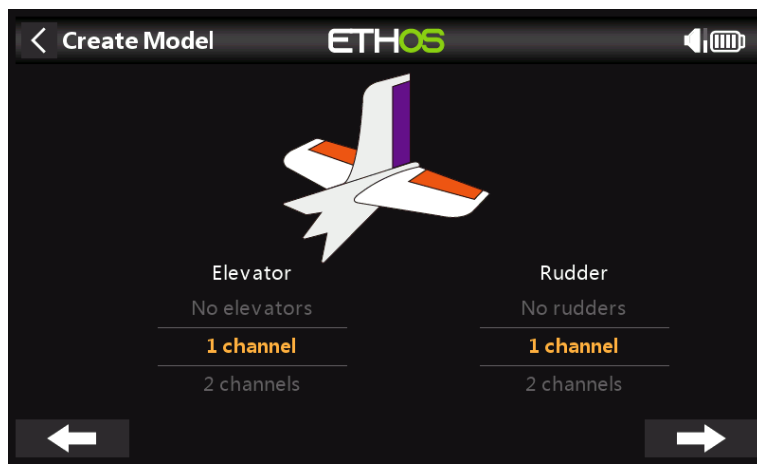 Create Model
ETHOS
Elevator
Rudder
No elevators
No rudders
1 channel
1 channel
2 channels
2 channels